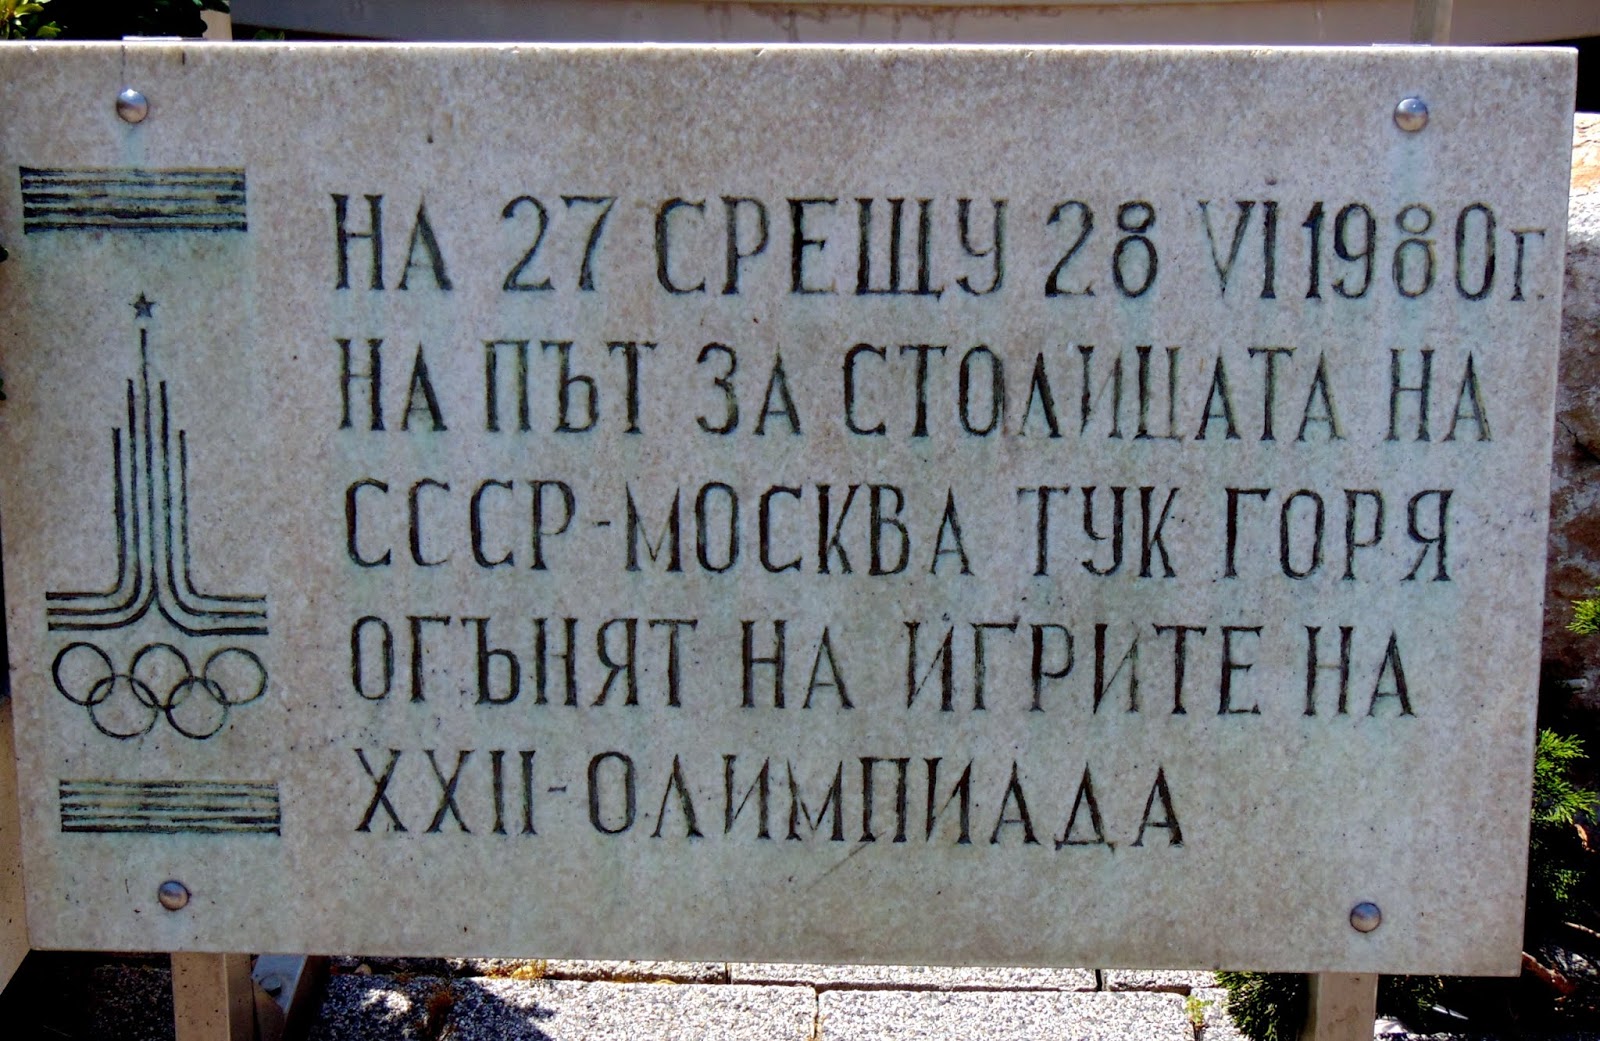 НА 27 СРЕЩУ 28 VI 1980г.
НА ПЪТ ЗА СТОЛИЦАТА НА
СССР-МОСКВА ТУК ГОРЯ
ОГЪНЯТ НА ИГРИТЕ НА
XXII-ОЛИМПИАДА